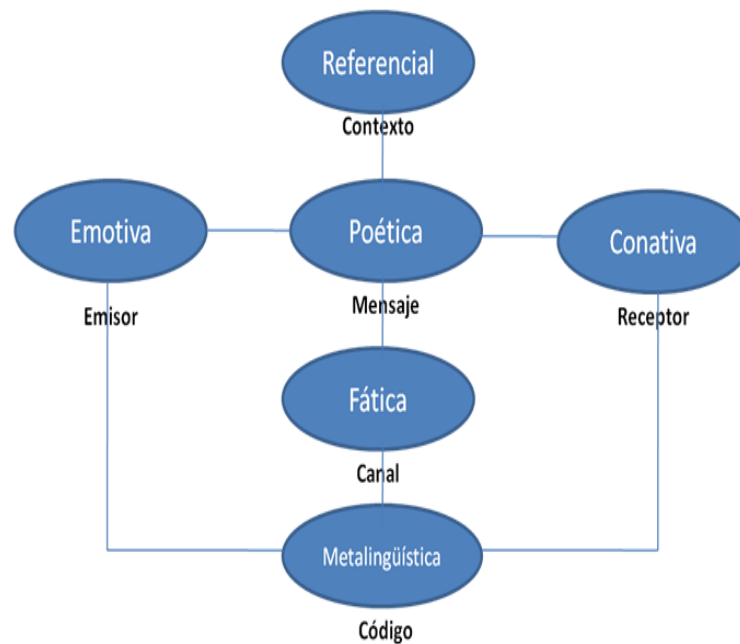 Referencial
Contexto
Emotiva
Poética
Conativa
Emisor
Mensaje
Receptor
Fática
Canal
Metalingüística
Código